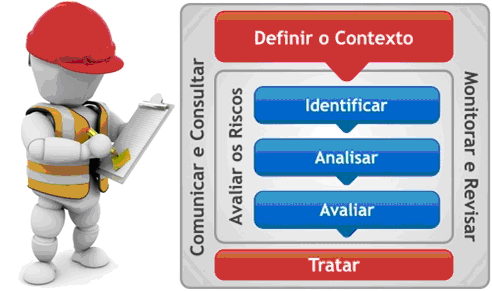 Definir o Contexto
Comunicar e Consultar
Avaliar os Riscos
Identificar
Analisar
Avaliar
Monitorar e Revisar
Tratar